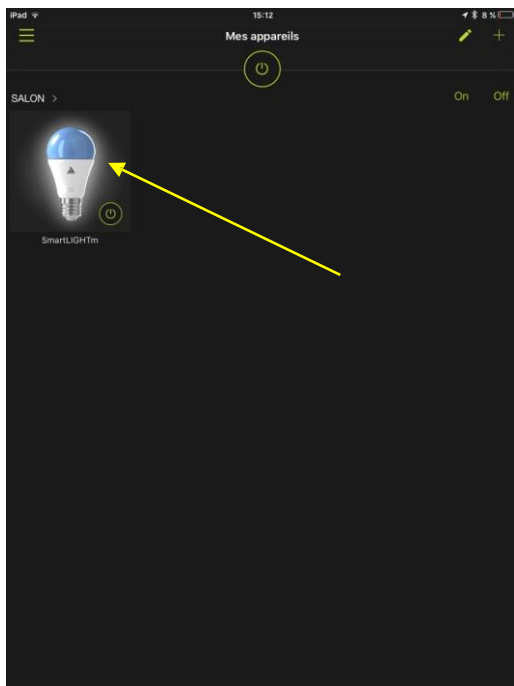 iPad 15:12 8 %
Mes appareils
SALON > On Off
SmartLIGHTm